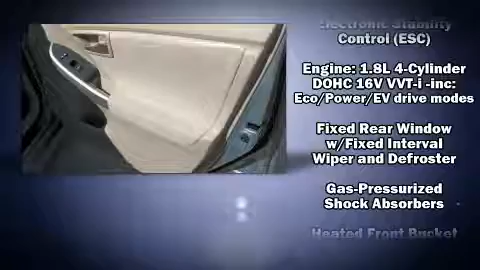 Electronic Stability
Control (ESC)
Engine: 1.8L 4-Cylinder
DOHC 16V VVT-i -inc:
Eco/Power/EV drive modes
Fixed Rear Window
w/Fixed Interval
Wiper and Defroster
Gas-Pressurized
Shock Absorbers
Heated Front Bucket